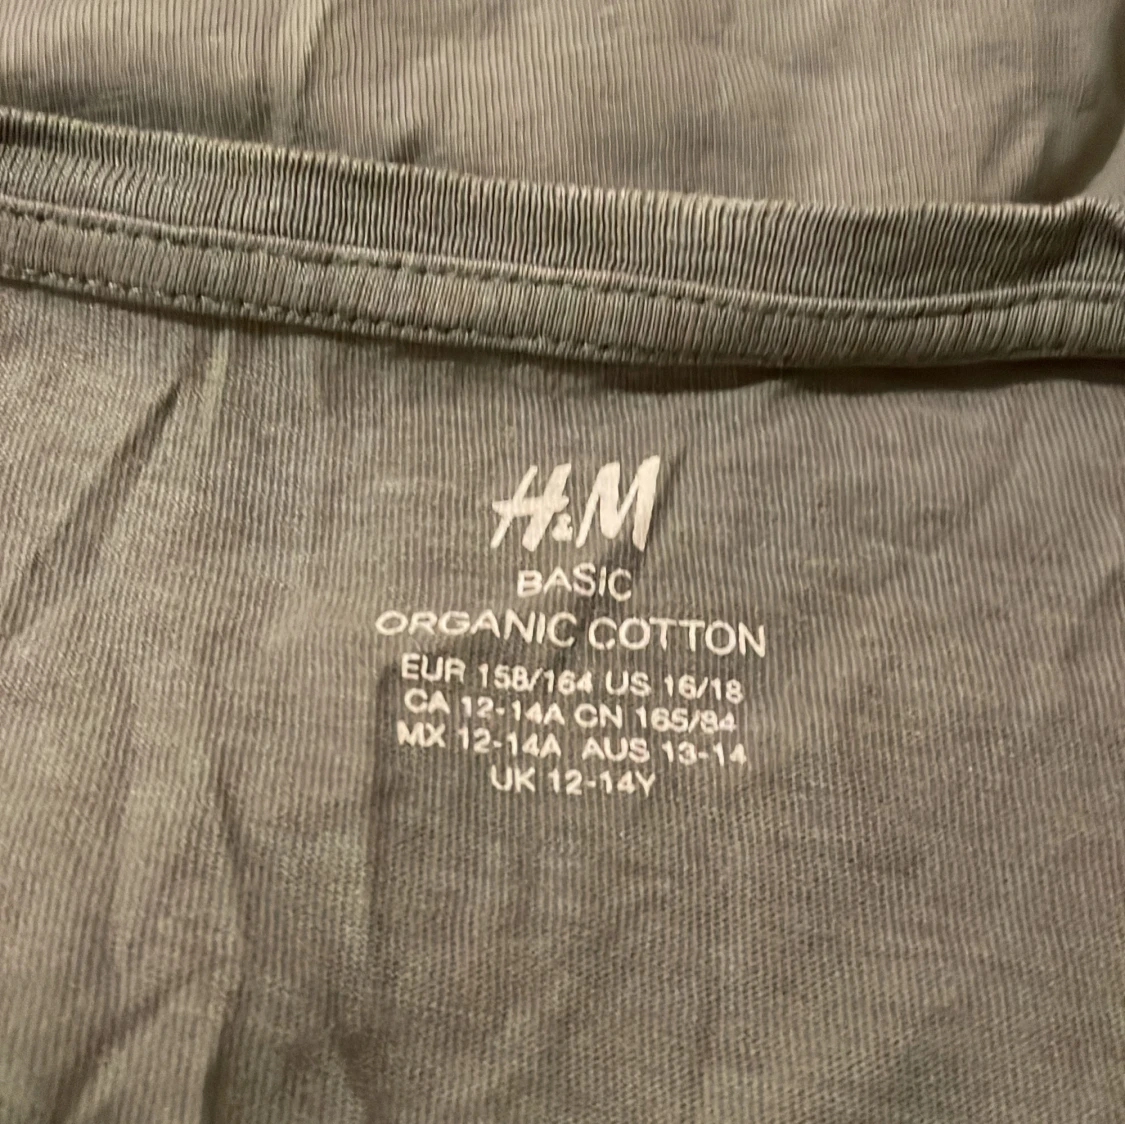 H&M
BASIC
ORGANIC COTTON
EUR 158/164 US 16/18
CA 12-14A CN 165/84
MX 12-14A AUS 13-14
UK 12-14Y